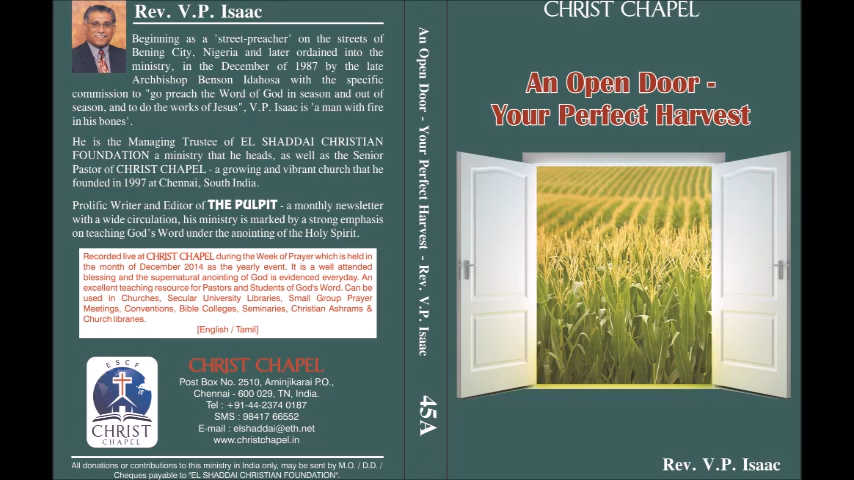 Rev. V.P. Isaac
Beginning as a 'street-preacher' on the streets of
Bening City, Nigeria and later ordained into the
ministry, in the December of 1987 by the late
Archbishop Benson Idahosa with the specific
commission to "go preach the Word of God in season and out of
season, and to do the works of Jesus", V.P. Isaac is 'a man with fire
in his bones'.
He is the Managing Trustee of EL SHADDAI CHRISTIAN
FOUNDATION a ministry that he heads, as well as the Senior
Pastor of CHRIST CHAPEL - a growing and vibrant church that he
founded in 1997 at Chennai, South India.
Prolific Writer and Editor of THE PULPIT - a monthly newsletter
with a wide circulation, his ministry is marked by a strong emphasis
on teaching God's Word under the anointing of the Holy Spirit.
Recorded live at CHRIST CHAPEL during the Week of Prayer which is held in
the month of December 2014 as the yearly event. It is a well attended
blessing and the supernatural anointing of God is evidenced everyday. An
excellent teaching resource for Pastors and Students of God's Word. Can be
used in Churches, Secular University Libraries, Small Group Prayer
Meetings, Conventions, Bible Colleges, Seminaries, Christian Ashrams &
Church libraries.
[English / Tamil]
ESCF
CHRIST
CHAPEL
CHRIST CHAPEL
Post Box No. 2510, Aminjikarai P.O.,
Chennai - 600 029, TN, India.
Tel : +91-44-2374 0187
SMS : 98417 66552
E-mail : elshaddai@eth.net
www.christchapel.in
All donations or contributions to this ministry in India only, may be sent by M.O. / D.D. /
Cheques payable to "EL SHADDAI CHRISTIAN FOUNDATION".
An Open Door - Your Perfect Harvest - Rev. V.P. Isaac
45A
CHRIST CHAPEL
An Open Door -
Your Perfect Harvest
Rev. V.P. Isaac